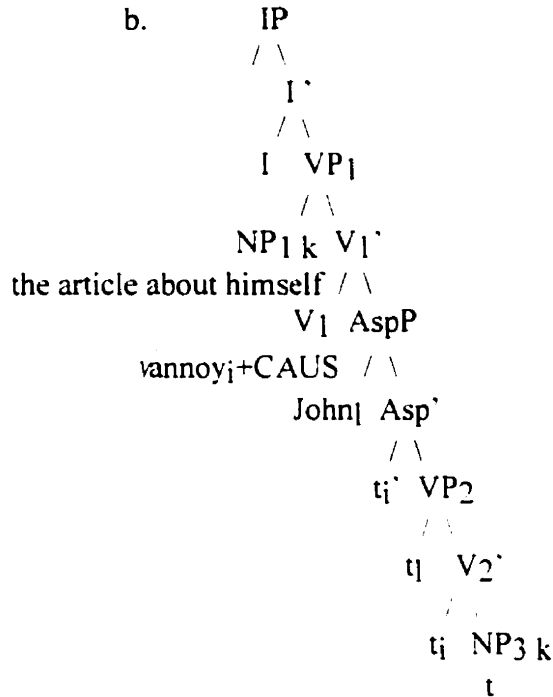 b. IP
/ \
I'
/ \
I VP1
/ \
NP1 k V1'
the article about himself / \
V1 AspP
√annoyi+CAUS / \
Johnl Asp'
/ \
ti' VP2
/ \
tl V2'
/ \
ti NP3 k
t